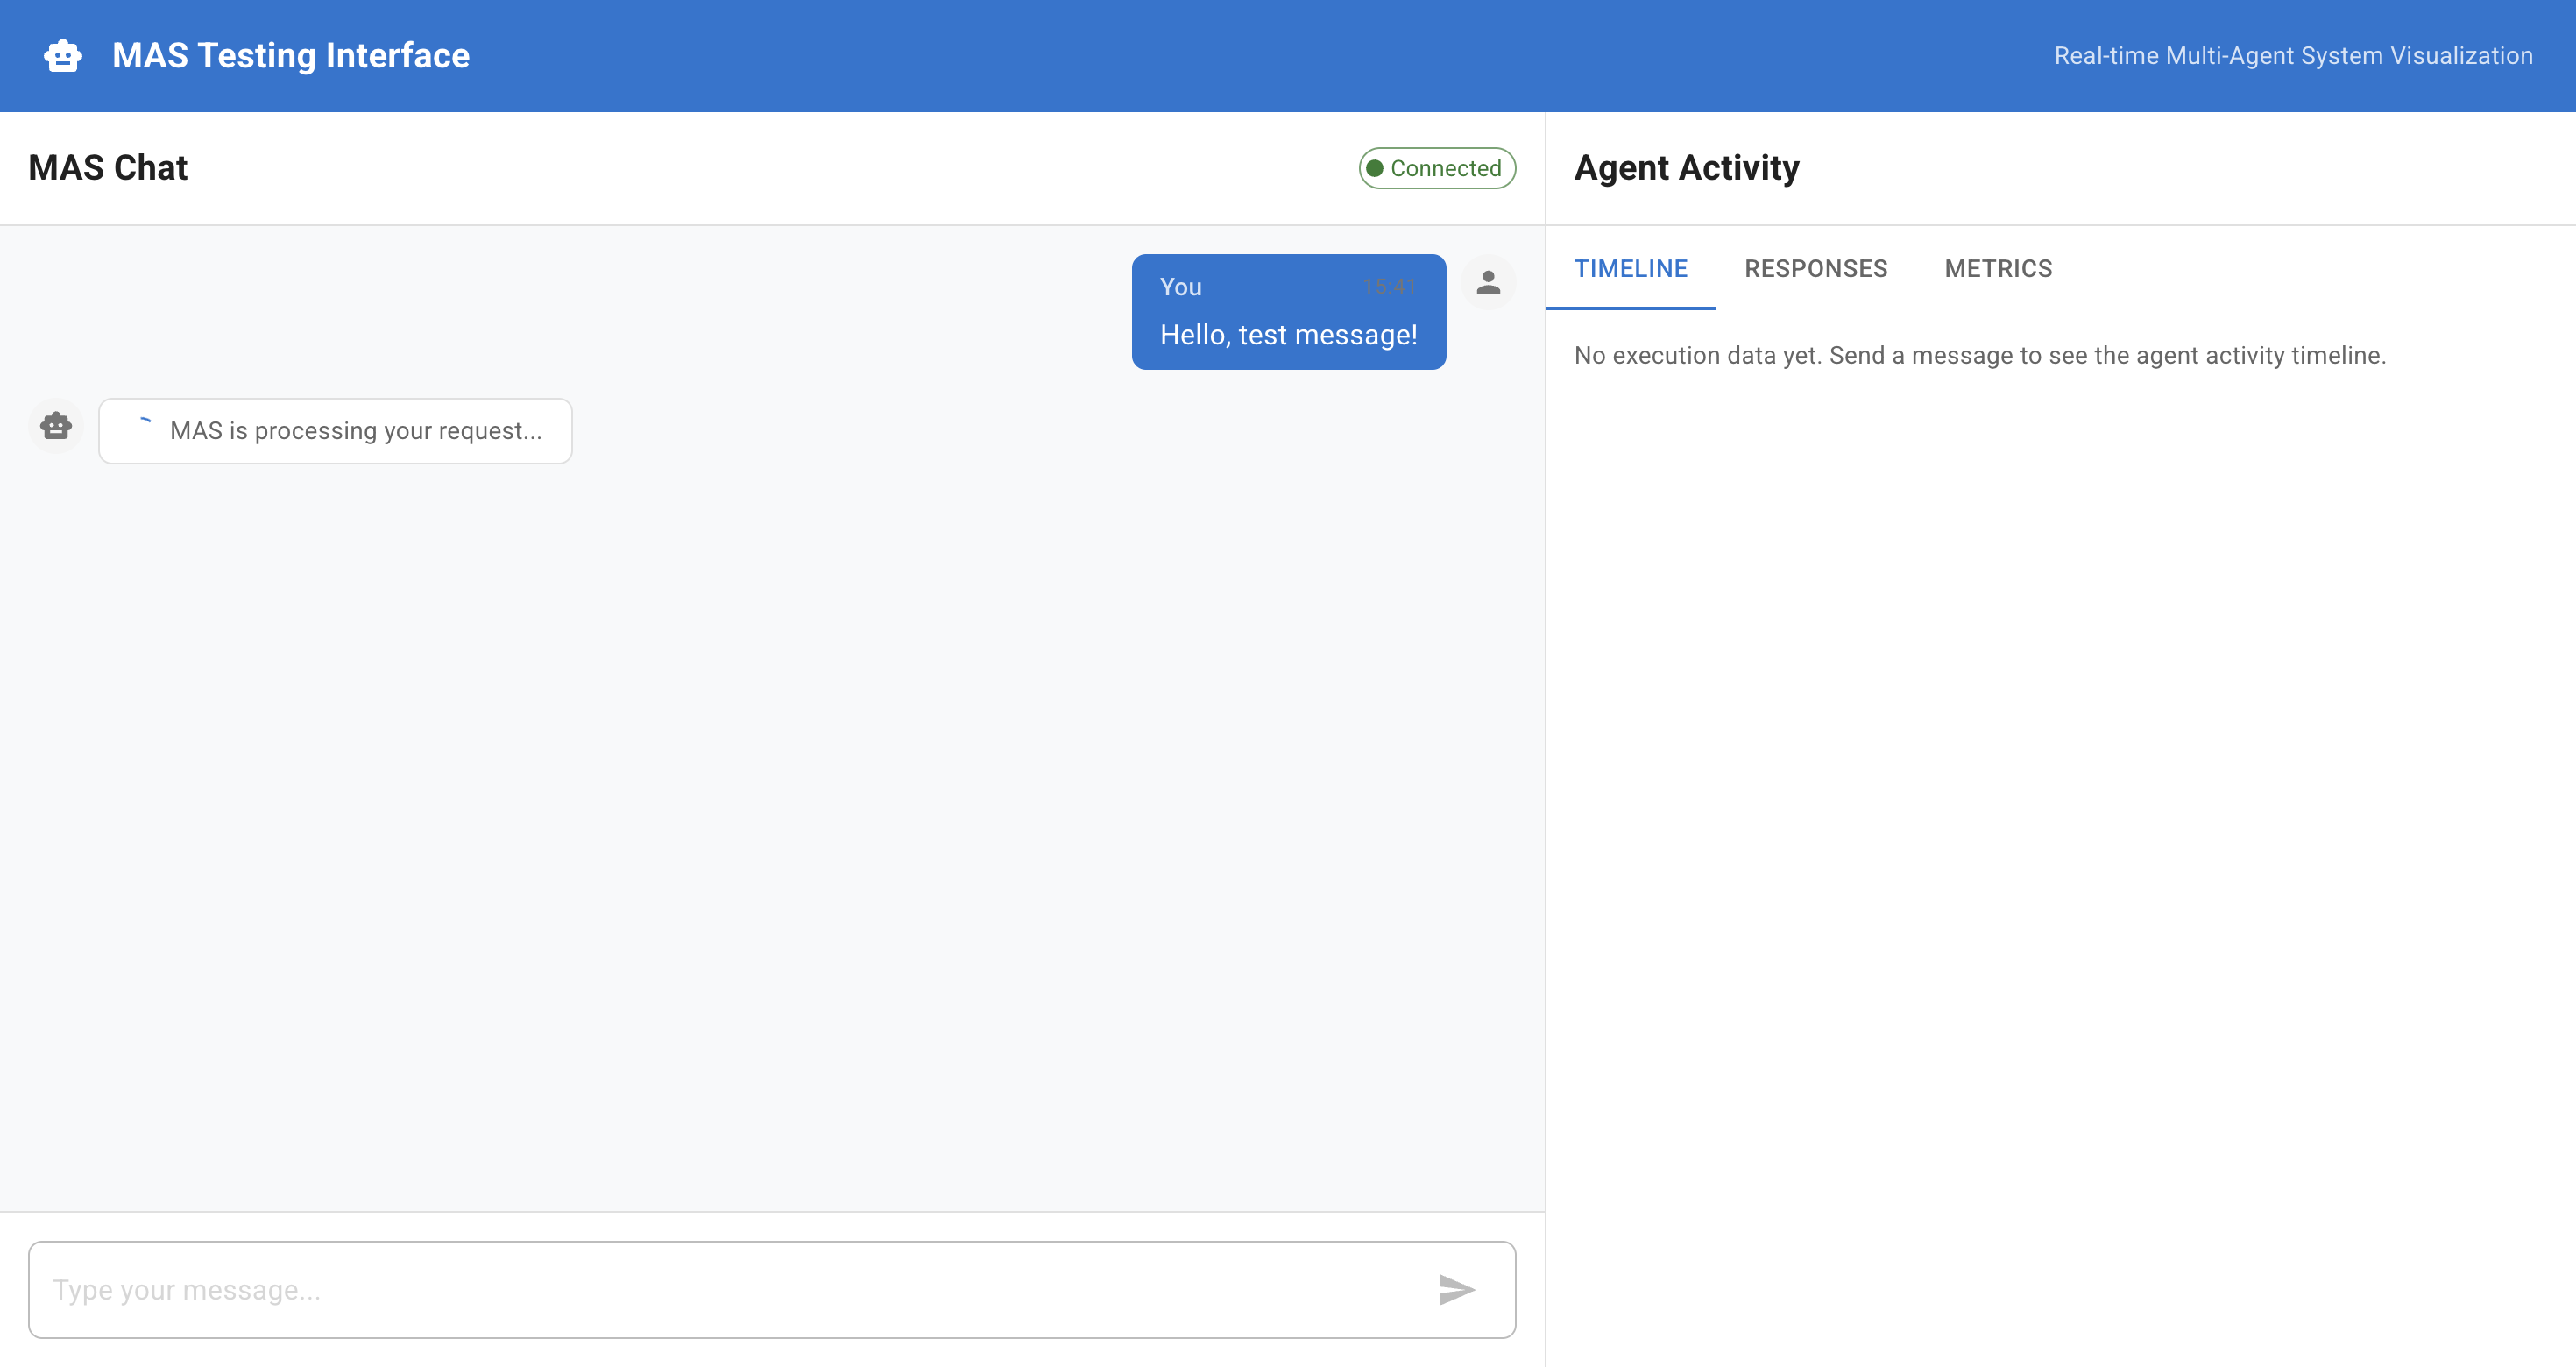 MAS Testing Interface
Real-time Multi-Agent System Visualization
MAS Chat
Connected
You
15:41
Hello, test message!
MAS is processing your request...
Type your message...
Agent Activity
TIMELINE
RESPONSES
METRICS
No execution data yet. Send a message to see the agent activity timeline.